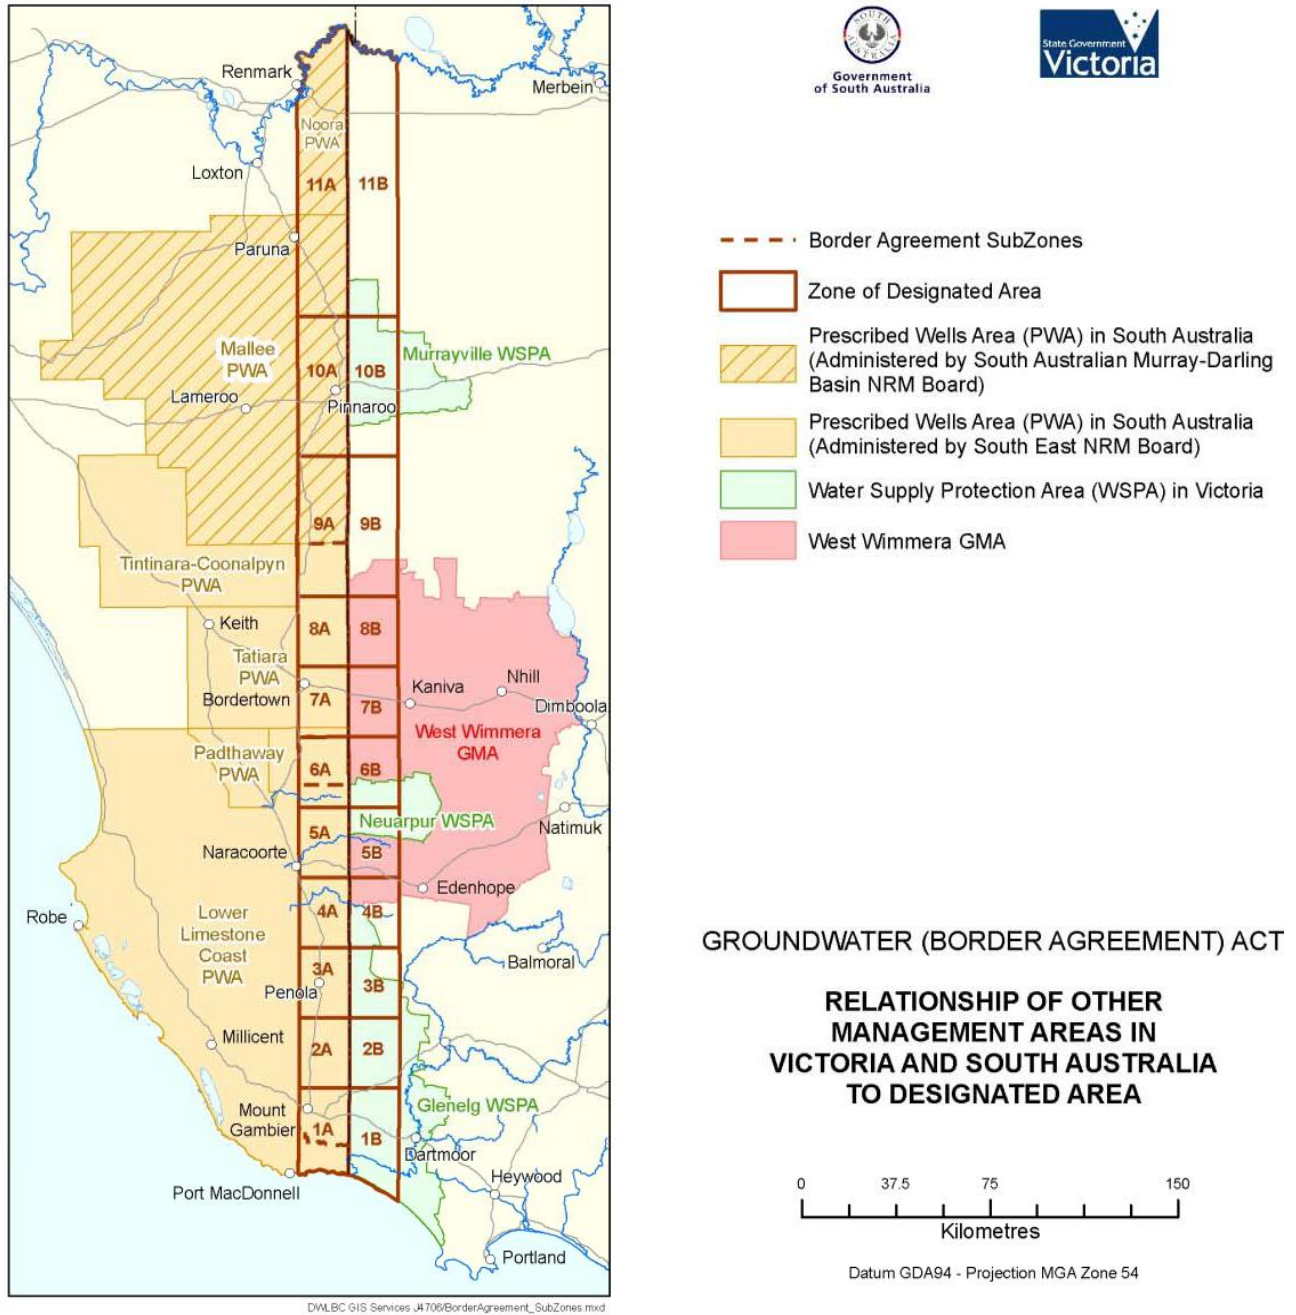 Renmark
Merbein
Noora
PWA
Loxton
11A
11B
Paruna
Mallee
PWA
Murrayville WSPA
10A
10B
Lameroo
Pinnaroo
9A
9B
Tintinara-Coonalpyn
PWA
Keith
8A
8B
Tatiara
PWA
Bordertown
7A
7B
Kaniva
Nhill
Dimboola
West Wimmera
GMA
Padthaway
PWA
6A
6B
Neuarpur WSPA
5A
5B
Natimuk
Naracoorte
Edenhope
Robe
Lower
Limestone
Coast
PWA
4A
4B
Balmoral
3A
3B
Penola
Millicent
2A
2B
Mount
Gambier
Glenelg WSPA
1A
1B
Dartmoor
Port MacDonnell
Heywood
Portland
DWLBC GIS Services J4706/BorderAgreement_SubZones.mxd
SOUTH
AUSTRALIA
Government
of South Australia
State Government
Victoria
Border Agreement SubZones
Zone of Designated Area
Prescribed Wells Area (PWA) in South Australia
(Administered by South Australian Murray-Darling
Basin NRM Board)
Prescribed Wells Area (PWA) in South Australia
(Administered by South East NRM Board)
Water Supply Protection Area (WSPA) in Victoria
West Wimmera GMA
GROUNDWATER (BORDER AGREEMENT) ACT
RELATIONSHIP OF OTHER
MANAGEMENT AREAS IN
VICTORIA AND SOUTH AUSTRALIA
TO DESIGNATED AREA
0 37.5 75 150
Kilometres
Datum GDA94 - Projection MGA Zone 54